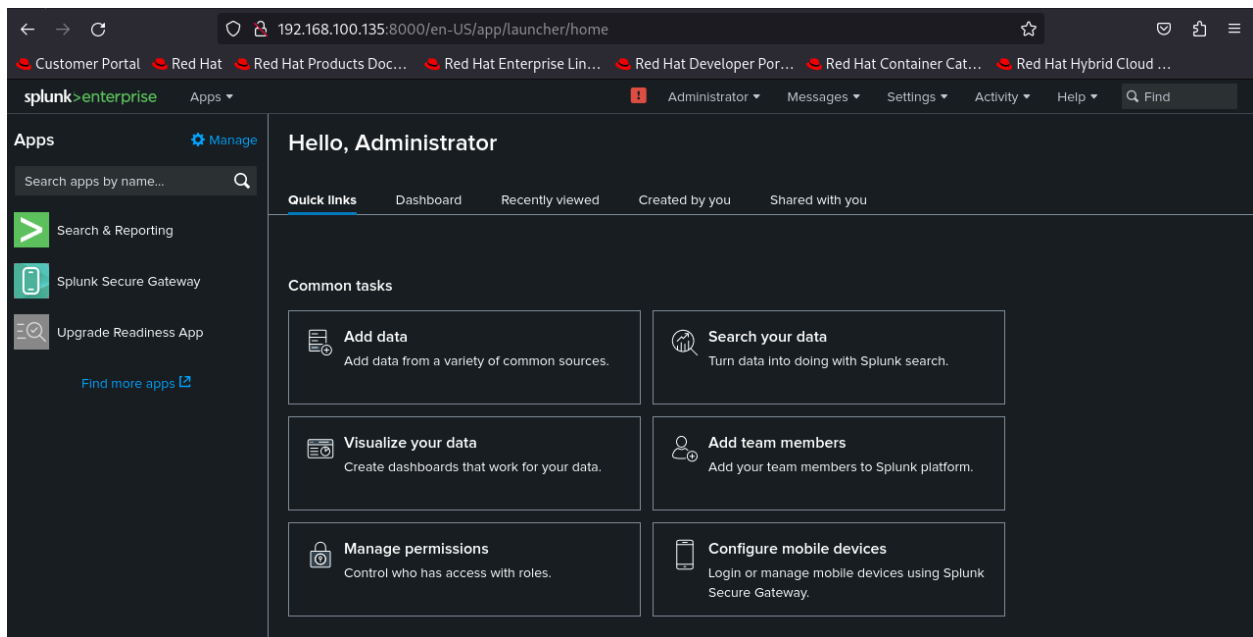 192.168.100.135:8000/en-US/app/launcher/home
Customer Portal Red Hat Red Hat Products Doc... Red Hat Enterprise Lin... Red Hat Developer Por... Red Hat Container Cat... Red Hat Hybrid Cloud ...
splunk>enterprise Apps ! Administrator Messages Settings Activity Help Find
Apps Manage
Search apps by name...
Search & Reporting
Splunk Secure Gateway
Upgrade Readiness App
Find more apps
Hello, Administrator
Quick links Dashboard Recently viewed Created by you Shared with you
Common tasks
Add data
Add data from a variety of common sources.
Search your data
Turn data into doing with Splunk search.
Visualize your data
Create dashboards that work for your data.
Add team members
Add your team members to Splunk platform.
Manage permissions
Control who has access with roles.
Configure mobile devices
Login or manage mobile devices using Splunk
Secure Gateway.